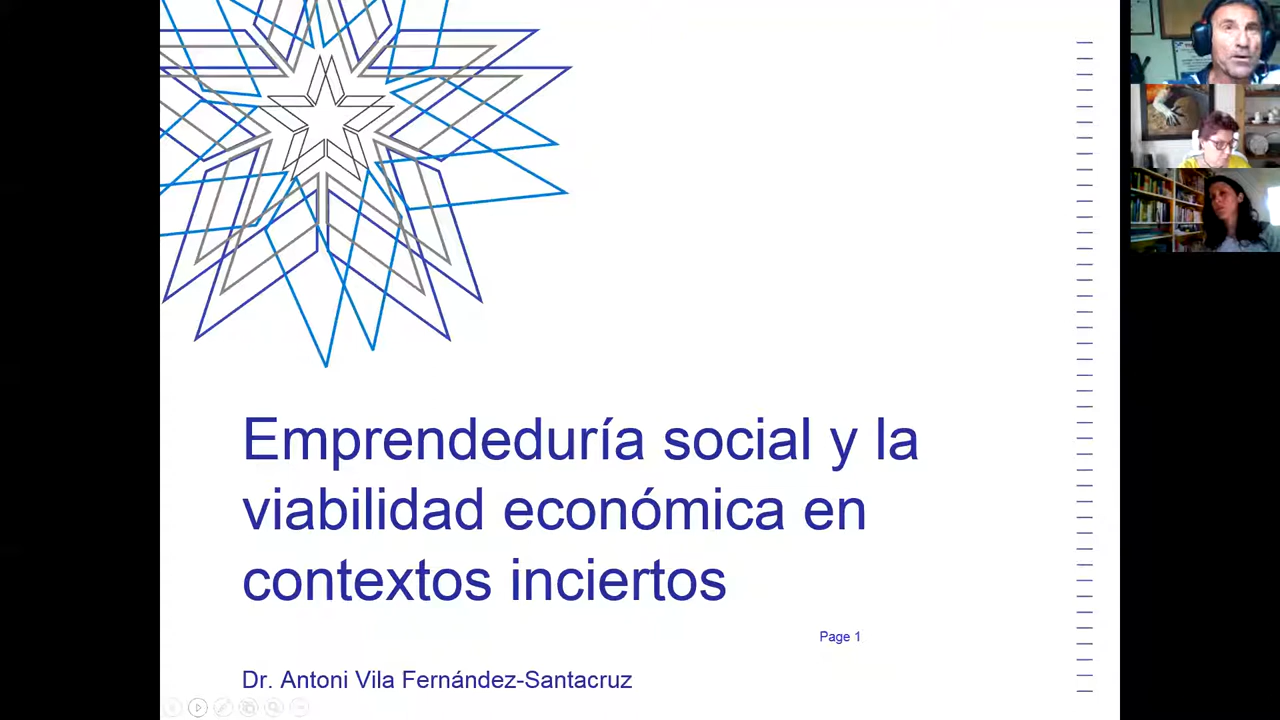 Emprendeduría social y la
viabilidad económica en
contextos inciertos
Page 1
Dr. Antoni Vila Fernández-Santacruz